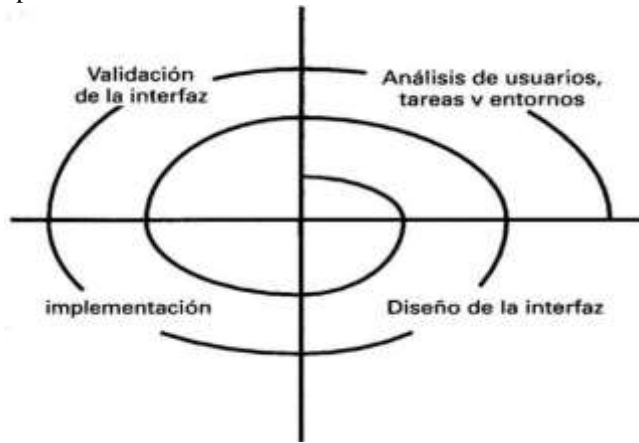 Validación
de la interfaz
Análisis de usuarios,
tareas v entornos
implementación
Diseño de la interfaz